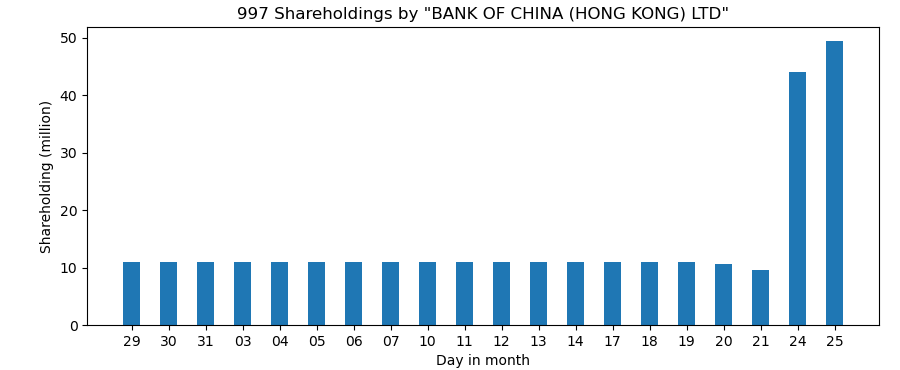 997 Shareholdings by "BANK OF CHINA (HONG KONG) LTD"
Shareholding (million)
50
40
30
20
10
0
29 30 31 03 04 05 06 07 10 11 12 13 14 17 18 19 20 21 24 25
Day in month